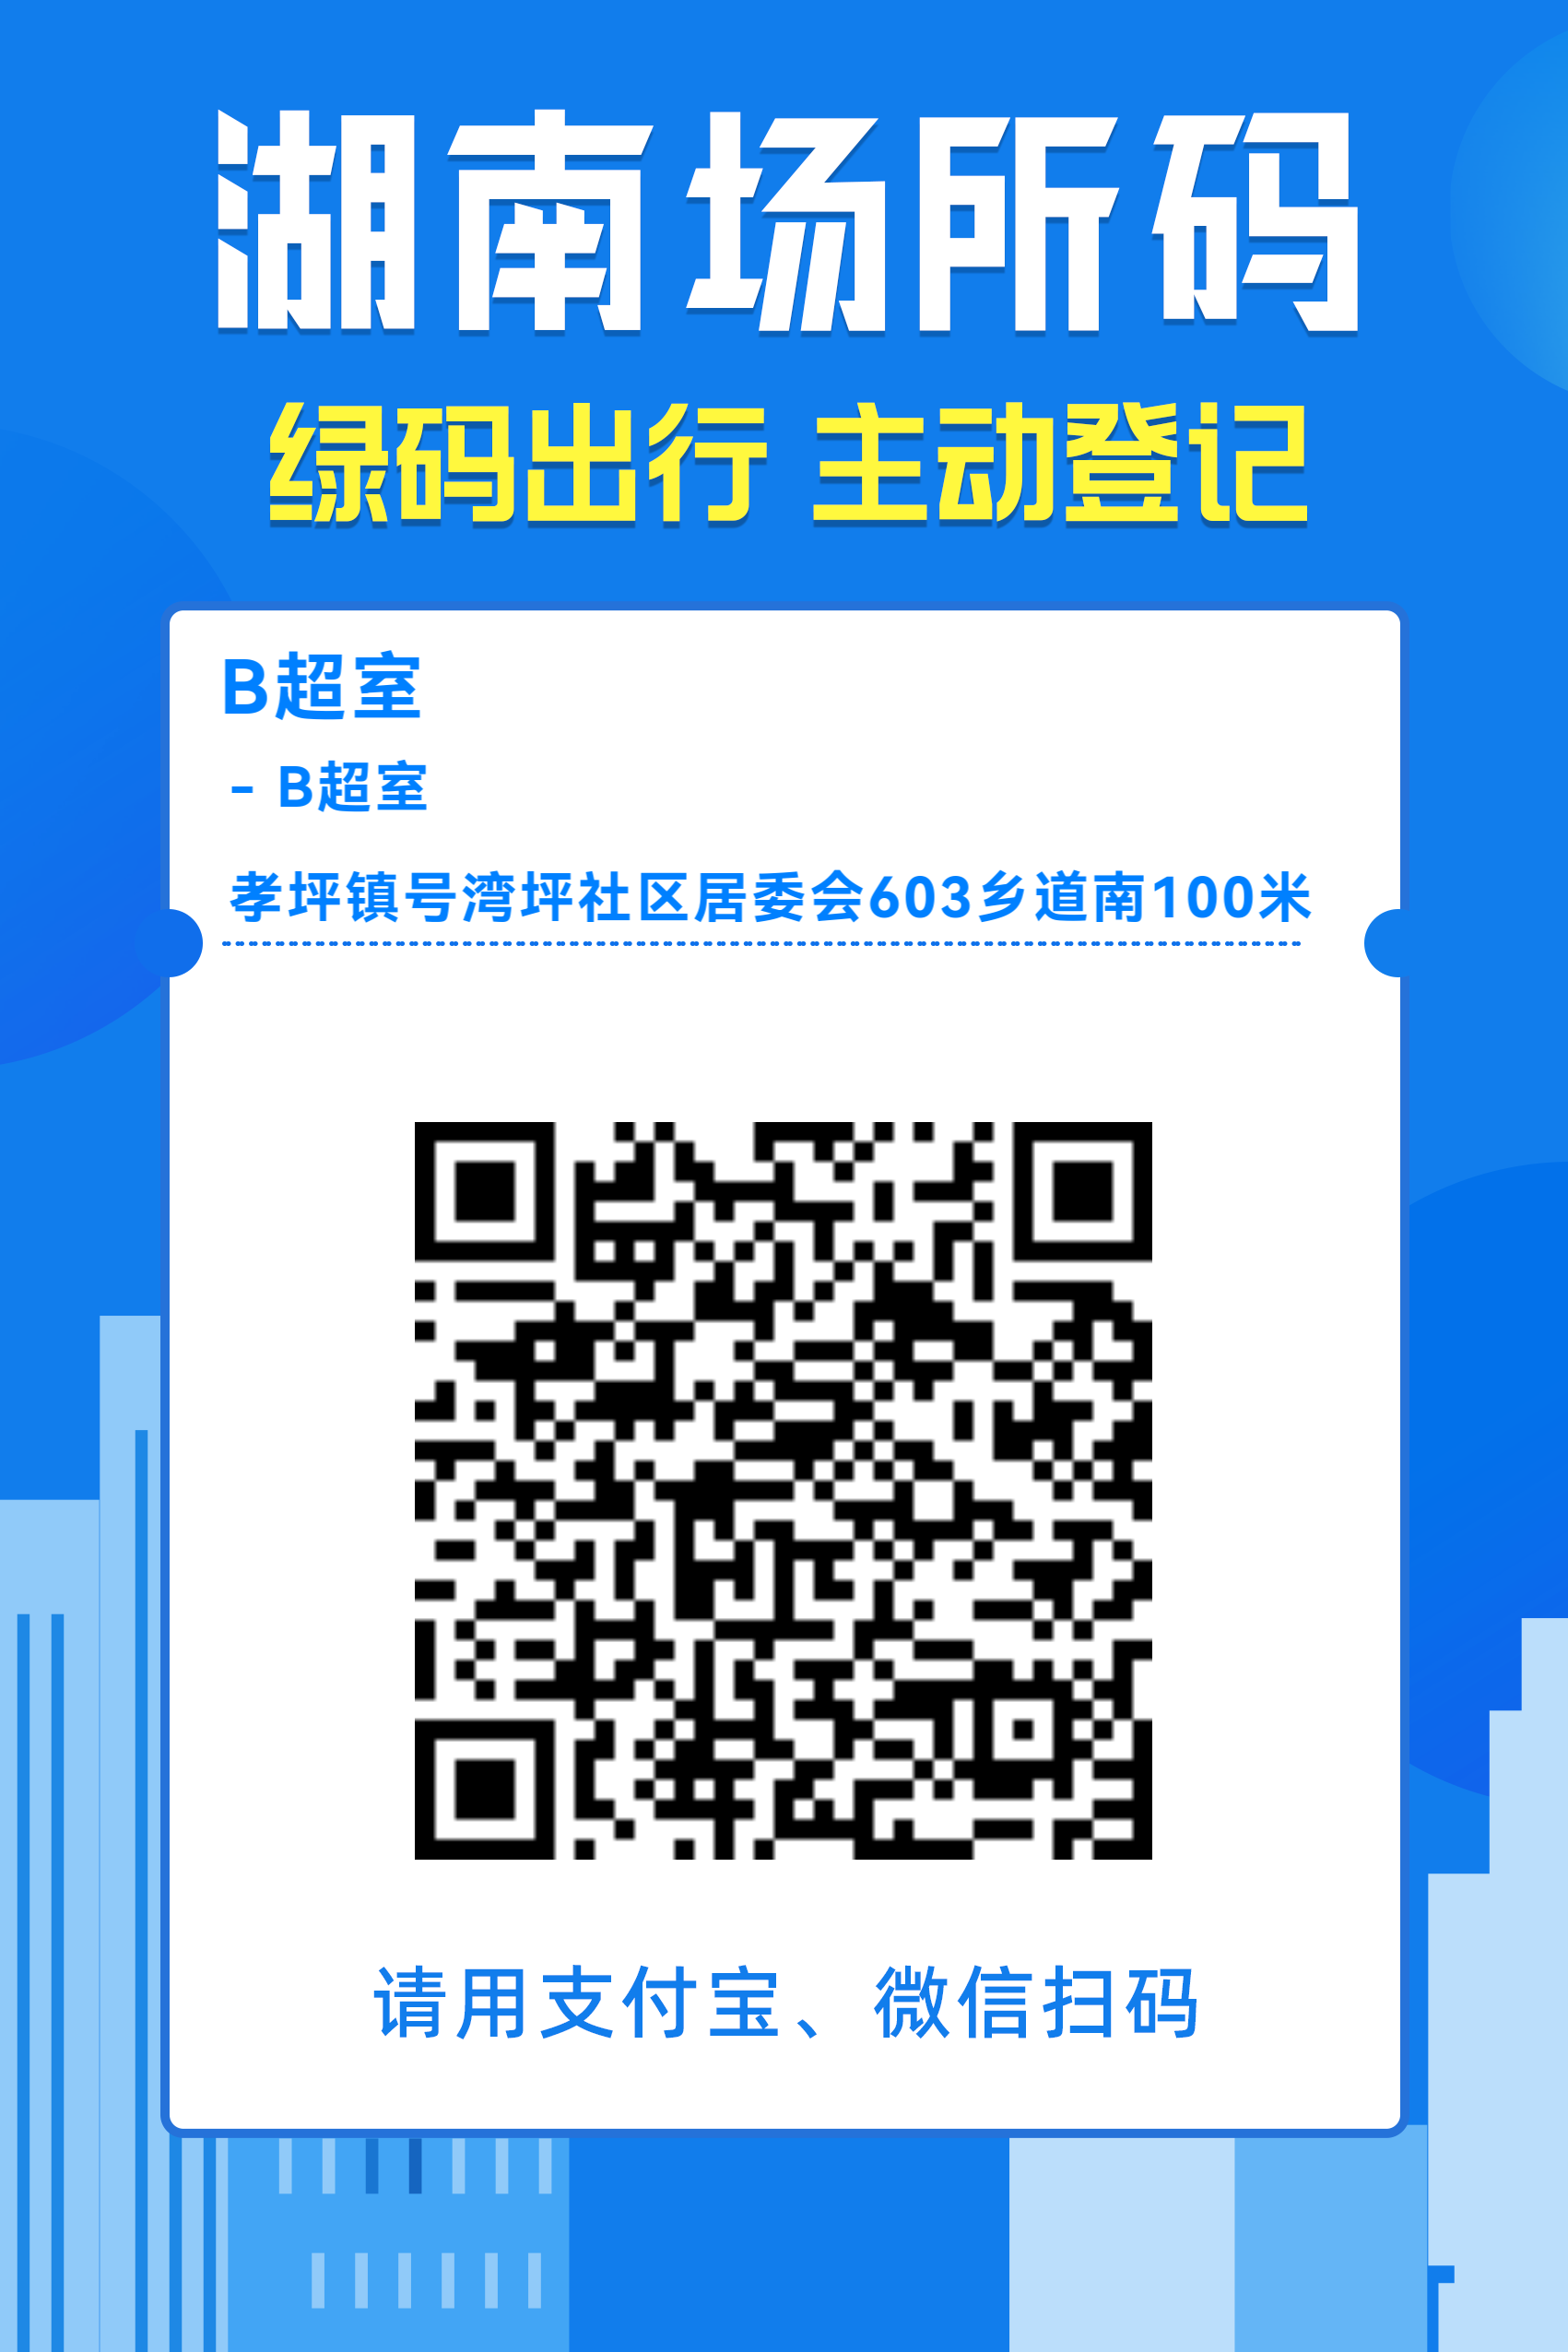 湖南场所码
绿码出行 主动登记
B超室
- B超室
孝坪镇号湾坪社区居委会603乡道南100米
请用支付宝、微信扫码